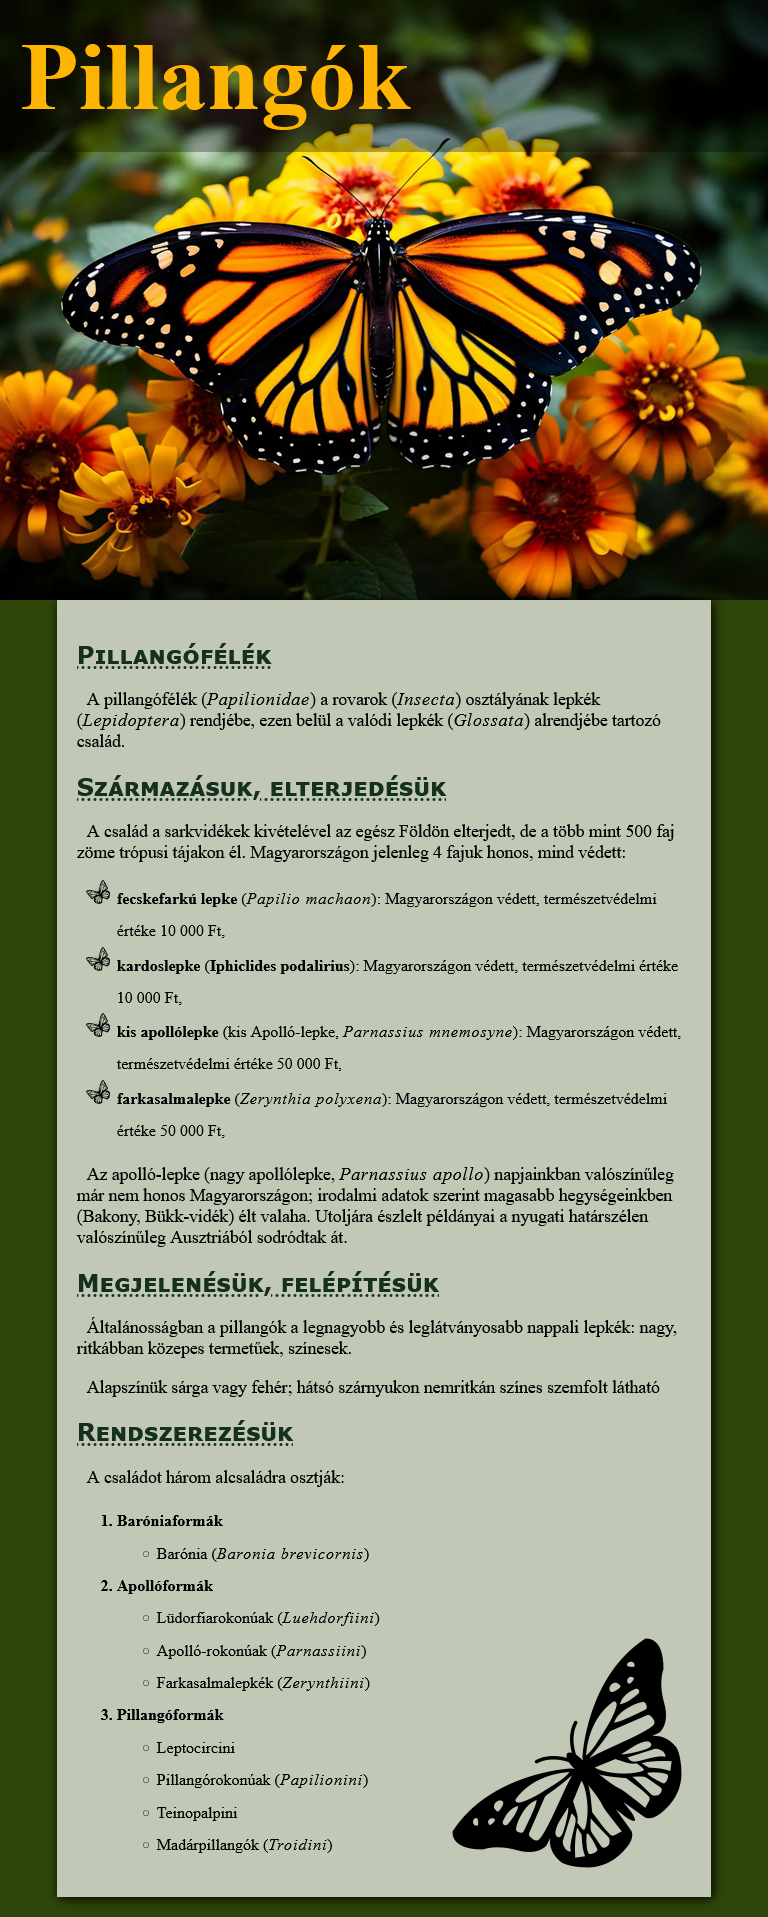 Pillangók
Pillangófélék
A pillangófélék (Papilionidae) a rovarok (Insecta) osztályának lepkék
(Lepidoptera) rendjébe, ezen belül a valódi lepkék (Glossata) alrendjébe tartozó
család.
Származásuk, elterjedésük
A család a sarkvidékek kivételével az egész Földön elterjedt, de a több mint 500 faj
zöme trópusi tájakon él. Magyarországon jelenleg 4 fajuk honos, mind védett:
fecskefarkú lepke (Papilio machaon): Magyarországon védett, természetvédelmi
értéke 10 000 Ft,
kardoslepke (Iphiclides podalirius): Magyarországon védett, természetvédelmi értéke
10 000 Ft,
kis apollólepke (kis Apolló-lepke, Parnassius mnemosyne): Magyarországon védett,
természetvédelmi értéke 50 000 Ft,
farkasalmalepke (Zerynthia polyxena): Magyarországon védett, természetvédelmi
értéke 50 000 Ft,
Az apolló-lepke (nagy apollólepke, Parnassius apollo) napjainkban valószínűleg
már nem honos Magyarországon; irodalmi adatok szerint magasabb hegységeinkben
(Bakony, Bükk-vidék) élt valaha. Utoljára észlelt példányai a nyugati határszélen
valószínűleg Ausztriából sodródtak át.
Megjelenésük, felépítésük
Általánosságban a pillangók a legnagyobb és leglátványosabb nappali lepkék: nagy,
ritkábban közepes termetűek, színesek.
Alapszínük sárga vagy fehér; hátsó szárnyukon nemritkán színes szemfolt látható
Rendszerezésük
A családot három alcsaládra osztják:
1. Baróniaformák
Barónia (Baronia brevicornis)
2. Apollóformák
Lüdorfiarokonúak (Luehdorfiini)
Apolló-rokonúak (Parnassiini)
Farkasalmalepkék (Zerynthiini)
3. Pillangóformák
Leptocircini
Pillangórokonúak (Papilionini)
Teinopalpini
Madárpillangók (Troidini)